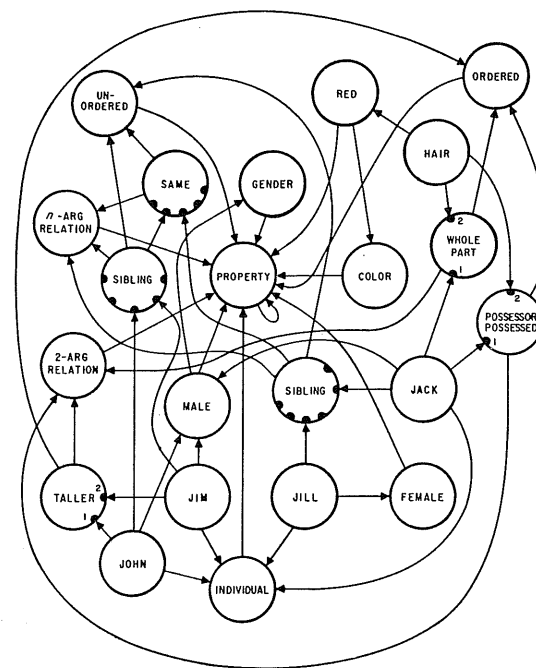 ORDERED
UN-
ORDERED
RED
HAIR
SAME
GENDER
n-ARG
RELATION
2
WHOLE
PART
1
SIBLING
PROPERTY
COLOR
2
POSSESSOR
POSSESSED
1
2-ARG
RELATION
MALE
SIBLING
JACK
TALLER
2
1
JIM
JILL
FEMALE
JOHN
INDIVIDUAL